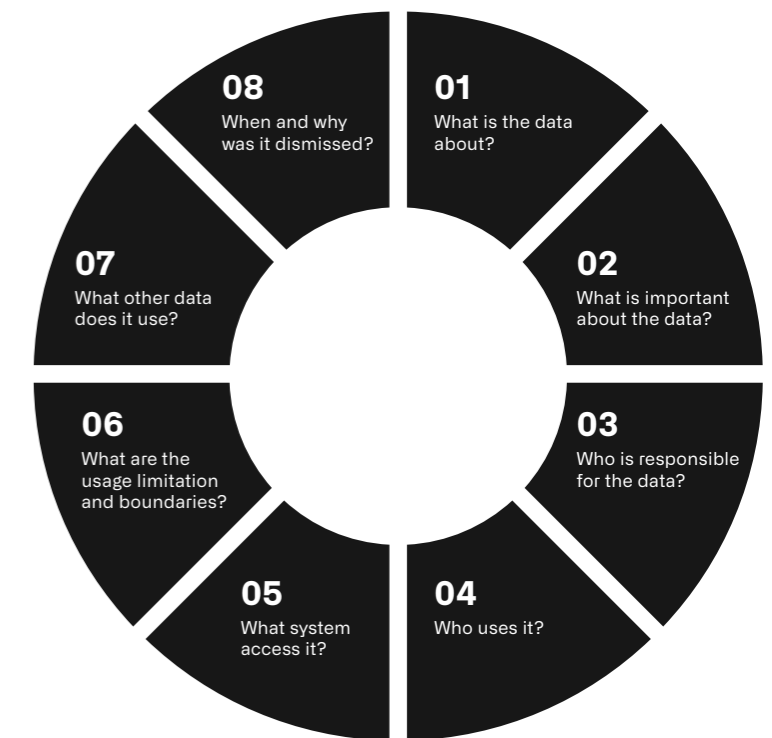 01
What is the data
about?
02
What is important
about the data?
03
Who is responsible
for the data?
04
Who uses it?
05
What system
access it?
06
What are the
usage limitation
and boundaries?
07
What other data
does it use?
08
When and why
was it dismissed?